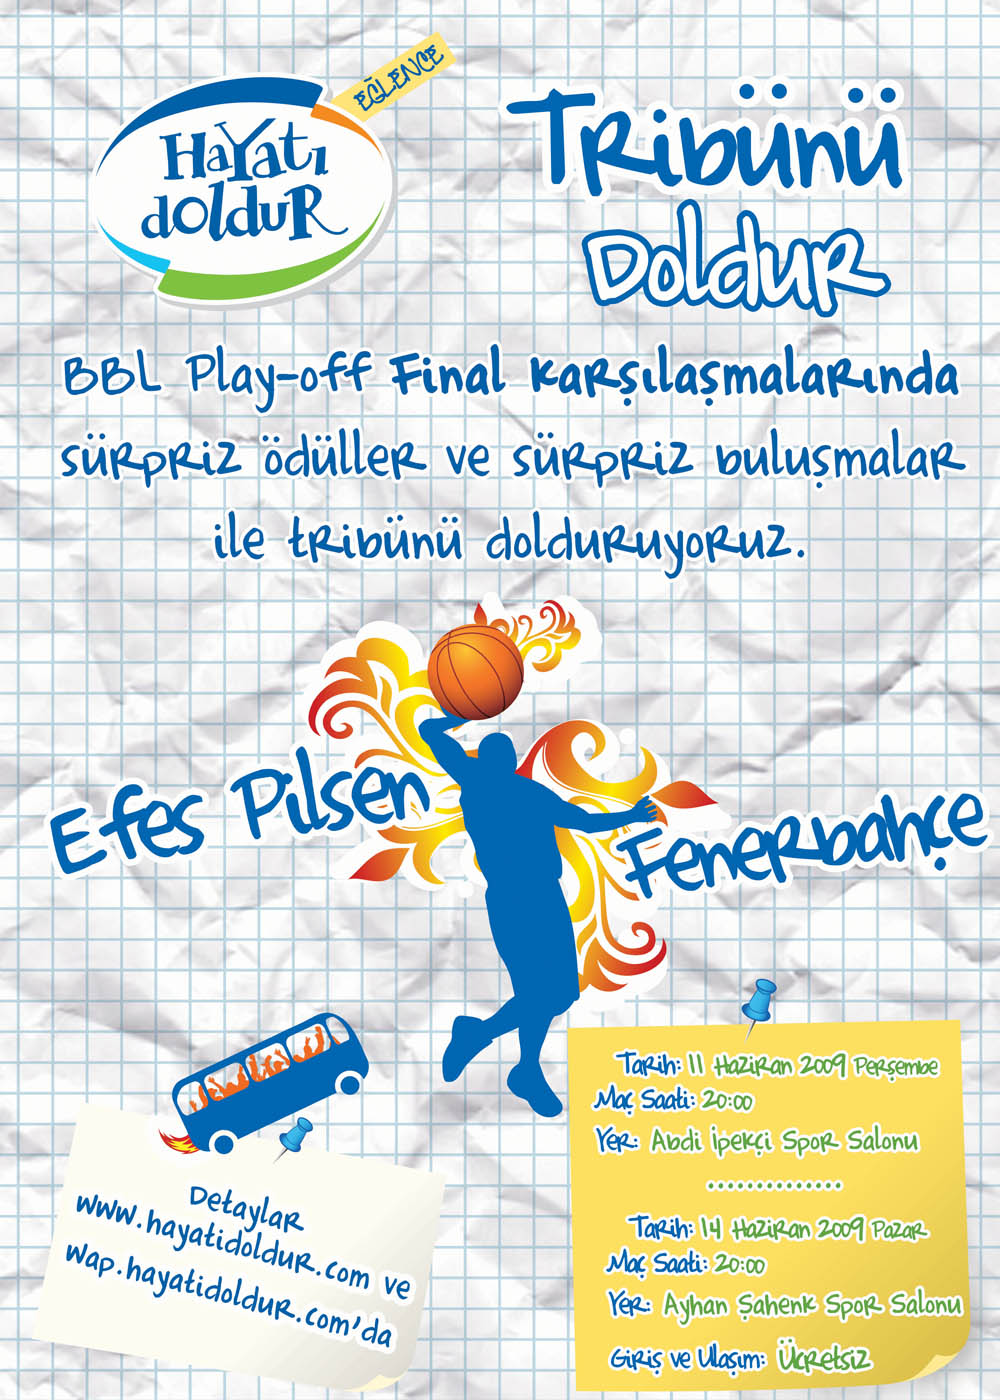 EĞLENCE
Hayatı
doldur
Tribünü
Doldur
BBL Play-off Final Karşılaşmalarında
sürpriz ödüller ve sürpriz buluşmalar
ile tribünü dolduruyoruz.
Efes Pilsen
Fenerbahçe
Detaylar
www.hayatidoldur.com ve
wap.hayatidoldur.com'da
Tarih: 11 Haziran 2009 Perşembe
Maç Saati: 20:00
Yer: Abdi İpekçi Spor Salonu
..............
Tarih: 14 Haziran 2009 Pazar
Maç Saati: 20:00
Yer: Ayhan Şahenk Spor Salonu
Giriş ve Ulaşım: Ücretsiz